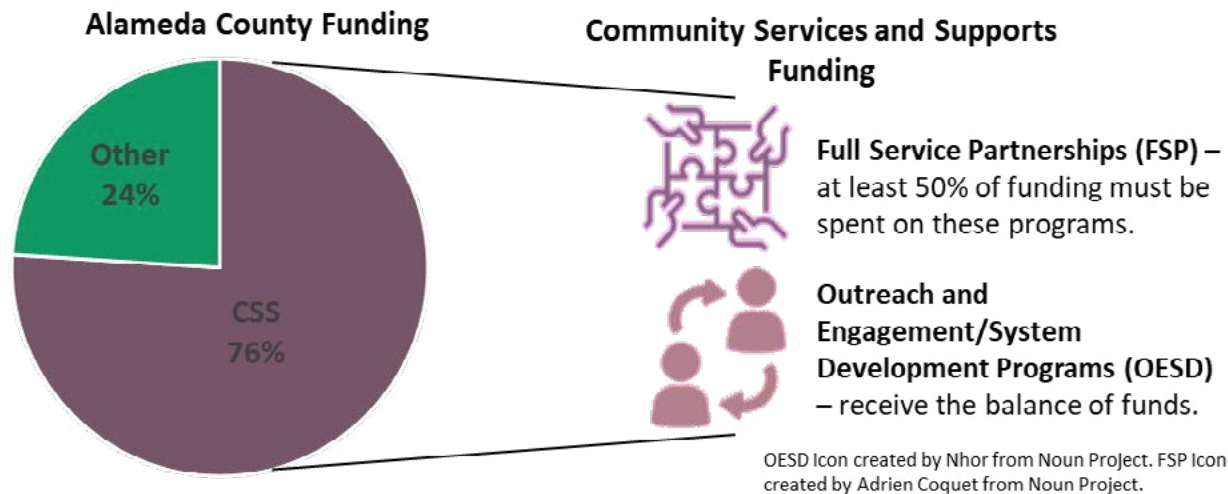 Alameda County Funding
Other
24%
CSS
76%
Community Services and Supports
Funding
Full Service Partnerships (FSP) –
at least 50% of funding must be
spent on these programs.
Outreach and
Engagement/System
Development Programs (OESD)
– receive the balance of funds.
OESD Icon created by Nhor from Noun Project. FSP Icon
created by Adrien Coquet from Noun Project.